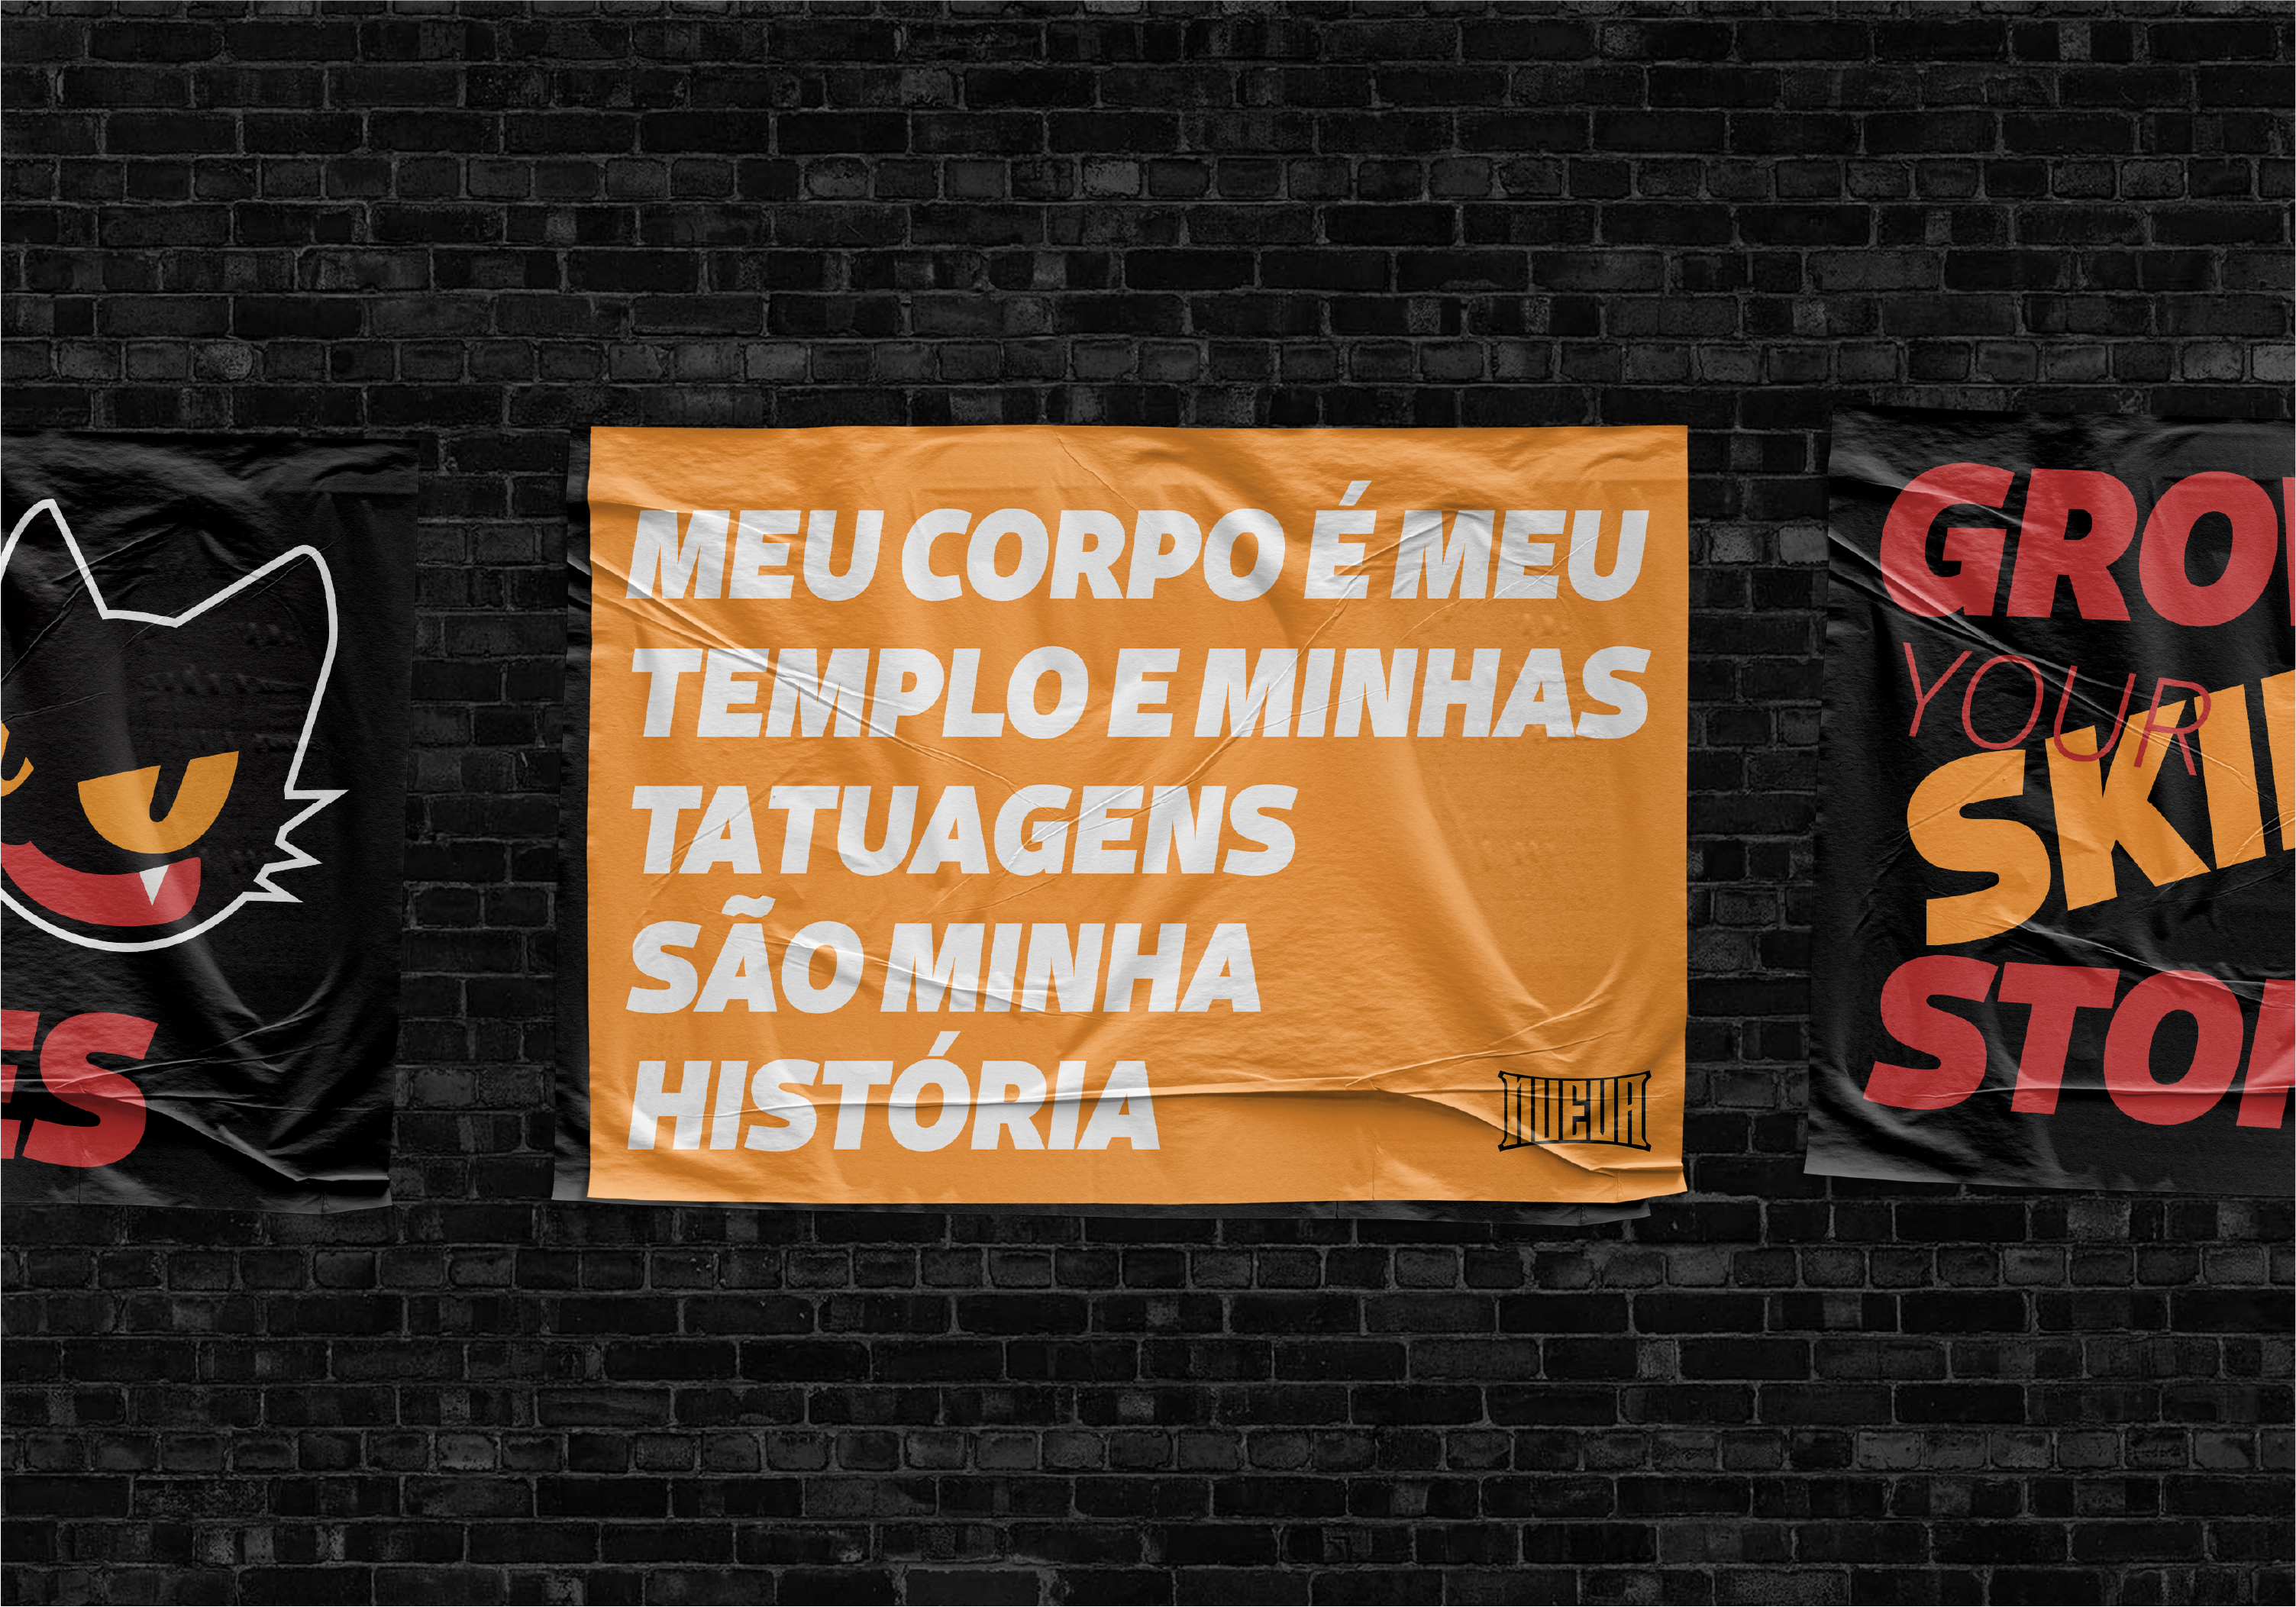 MEU CORPO É MEU
TEMPLO E MINHAS
TATUAGENS
SÃO MINHA
HISTÓRIA
NUEVA
YOUR